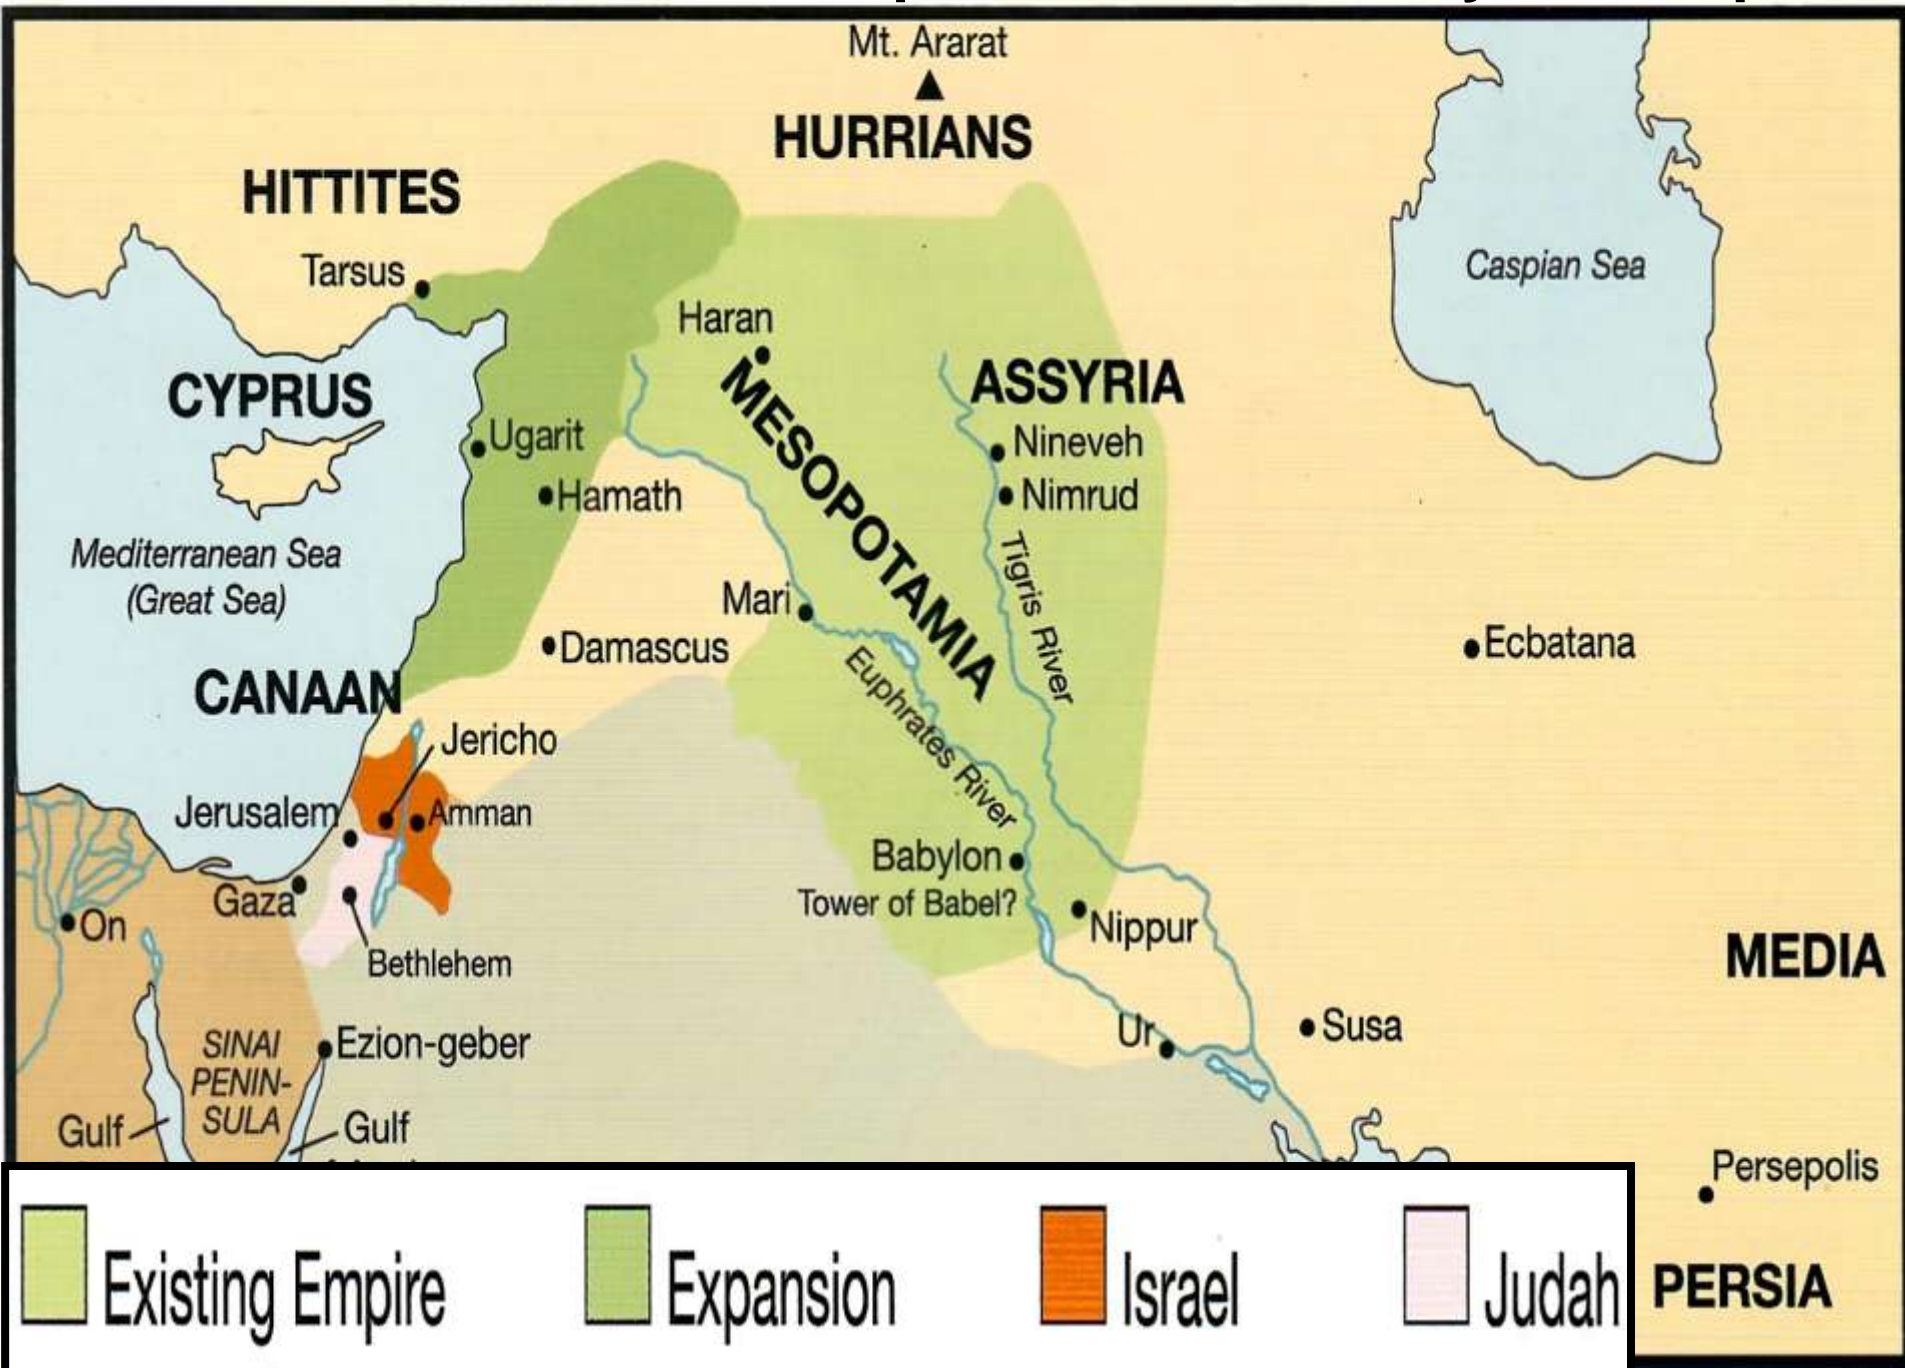 Mt. Ararat
HURRIANS
HITTITES
Tarsus
Caspian Sea
Haran
CYPRUS
MESOPOTAMIA
ASSYRIA
Ugarit
Nineveh
Hamath
Nimrud
Mediterranean Sea
(Great Sea)
Tigris River
Mari
Damascus
Ecbatana
CANAAN
Euphrates River
Jericho
Jerusalem
Amman
Babylon
Tower of Babel?
Gaza
On
Nippur
Bethlehem
MEDIA
SINAI
PENIN-
SULA
Ezion-geber
Ur
Susa
Gulf
Gulf
Persepolis
PERSIA
Existing Empire
Expansion
Israel
Judah